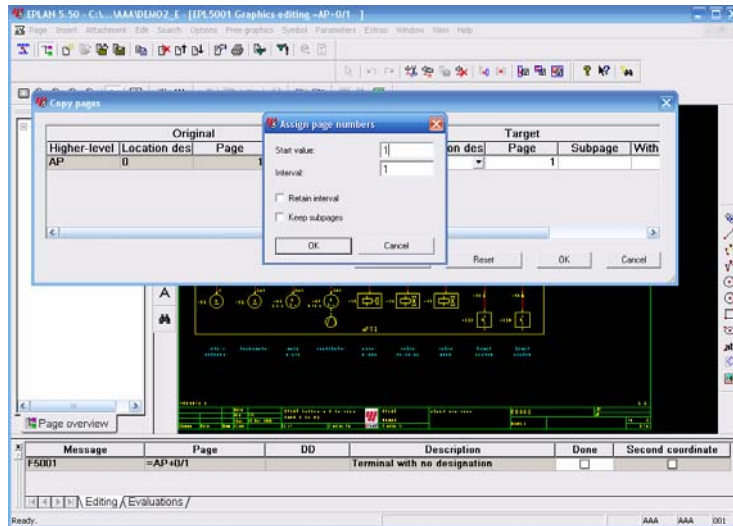 EPLAN 5.50 - C:\...\AAA\DEMO2_E - [EPL5001 Graphics editing =AP+0/1 ]
Page Insert Attachment Edit Search Options Free graphics Symbol Parameters Extras Window View Help
Copy pages
Original
Target
Higher-level Location des Page
on des Page Subpage With
AP 0 1
1
Assign page numbers
Start value: 1
Interval: 1
Retain interval
Keep subpages
OK Cancel
Reset OK Cancel
Page overview
Message Page DD Description Done Second coordinate
F5001 =AP+0/1 Terminal with no designation
Editing Evaluations
Ready. AAA AAA 001